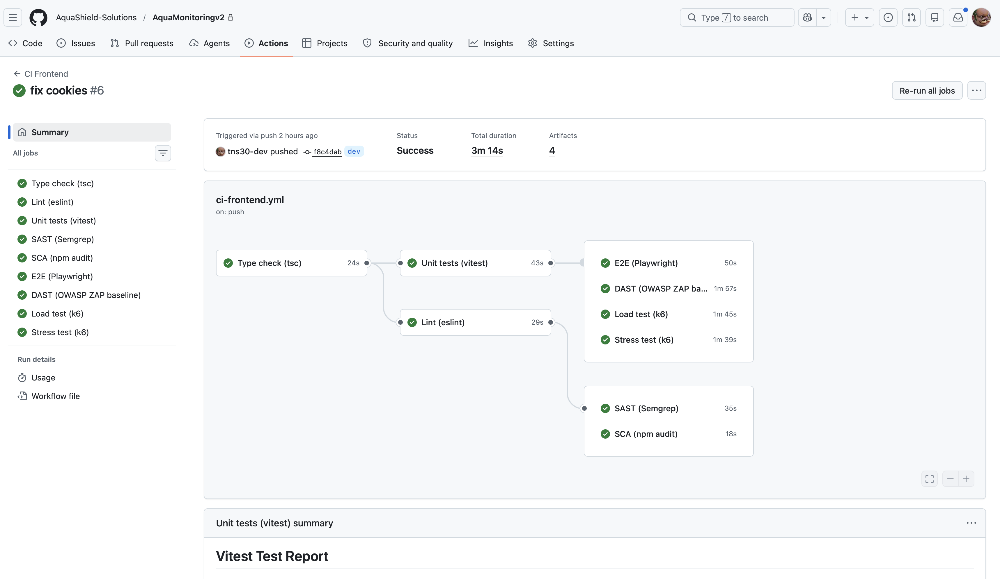 AquaShield-Solutions / AquaMonitoringv2
Type / to search
Code Issues Pull requests Agents Actions Projects Security and quality Insights Settings
CI Frontend
fix cookies #6
Re-run all jobs
Summary
All jobs
Type check (tsc)
Lint (eslint)
Unit tests (vitest)
SAST (Semgrep)
SCA (npm audit)
E2E (Playwright)
DAST (OWASP ZAP baseline)
Load test (k6)
Stress test (k6)
Run details
Usage
Workflow file
Triggered via push 2 hours ago
tns30-dev pushed f8c4dab dev
Status
Success
Total duration
3m 14s
Artifacts
4
ci-frontend.yml
on: push
Type check (tsc) 24s
Unit tests (vitest) 43s
Lint (eslint) 29s
E2E (Playwright) 50s
DAST (OWASP ZAP ba... 1m 57s
Load test (k6) 1m 45s
Stress test (k6) 1m 39s
SAST (Semgrep) 35s
SCA (npm audit) 18s
Unit tests (vitest) summary
Vitest Test Report